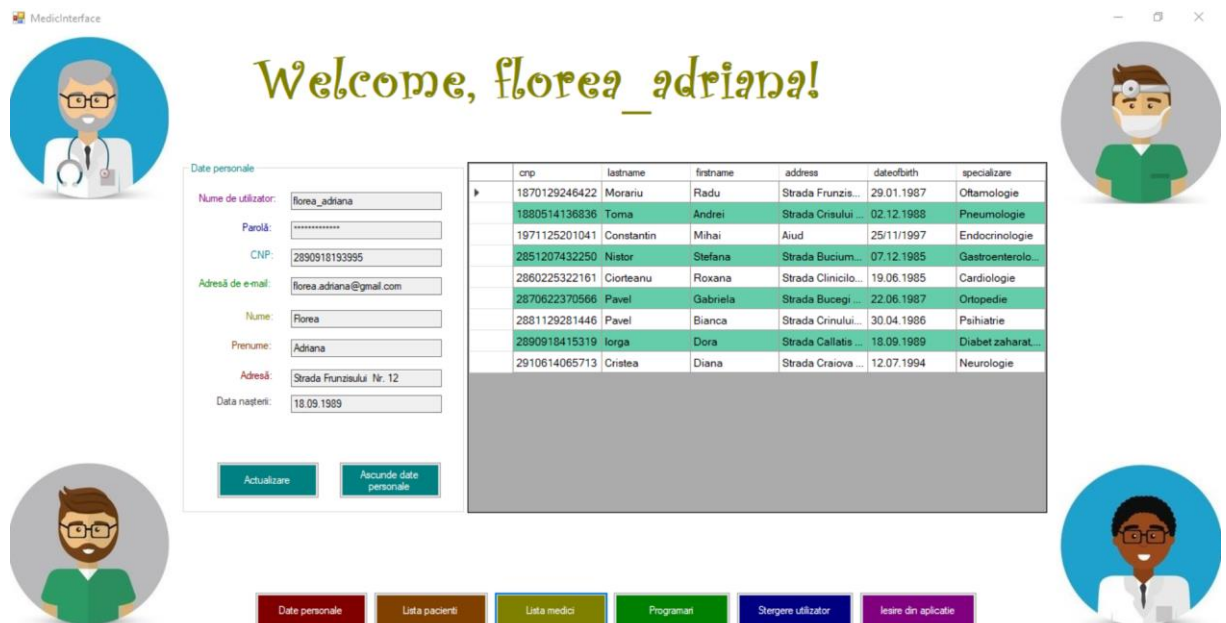 MedicInterface
Welcome, florea_adriana!
Date personale
Nume de utilizator: florea_adriana
Parolă: *************
CNP: 2890918193995
Adresă de e-mail: florea.adriana@gmail.com
Nume: Florea
Prenume: Adriana
Adresă: Strada Frunzisului Nr. 12
Data nașterii: 18.09.1989
Actualizare
Ascunde date
personale
cnp lastname firstname address dateofbirth specializare
1870129246422 Morariu Radu Strada Frunzis... 29.01.1987 Oftamologie
1880514136836 Toma Andrei Strada Crisului ... 02.12.1988 Pneumologie
1971125201041 Constantin Mihai Aiud 25/11/1997 Endocrinologie
2851207432250 Nistor Stefana Strada Bucium... 07.12.1985 Gastroenterolo...
2860225322161 Ciorteanu Roxana Strada Clinicilo... 19.06.1985 Cardiologie
2870622370566 Pavel Gabriela Strada Bucegi ... 22.06.1987 Ortopedie
2881129281446 Pavel Bianca Strada Crinului... 30.04.1986 Psihiatrie
2890918415319 Iorga Dora Strada Callatis ... 18.09.1989 Diabet zaharat,...
2910614065713 Cristea Diana Strada Craiova ... 12.07.1994 Neurologie
Date personale Lista pacienti Lista medici Programari Stergere utilizator Iesire din aplicatie